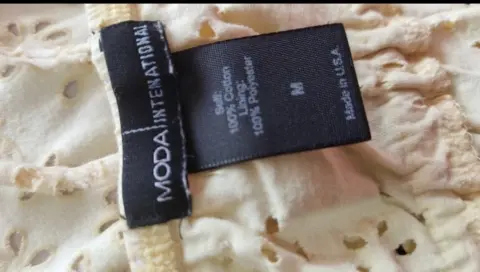 MODA/INTERNATIONAL
Self:
100% Cotton
Lining:
100% Polyester
M
Made in U.S.A.